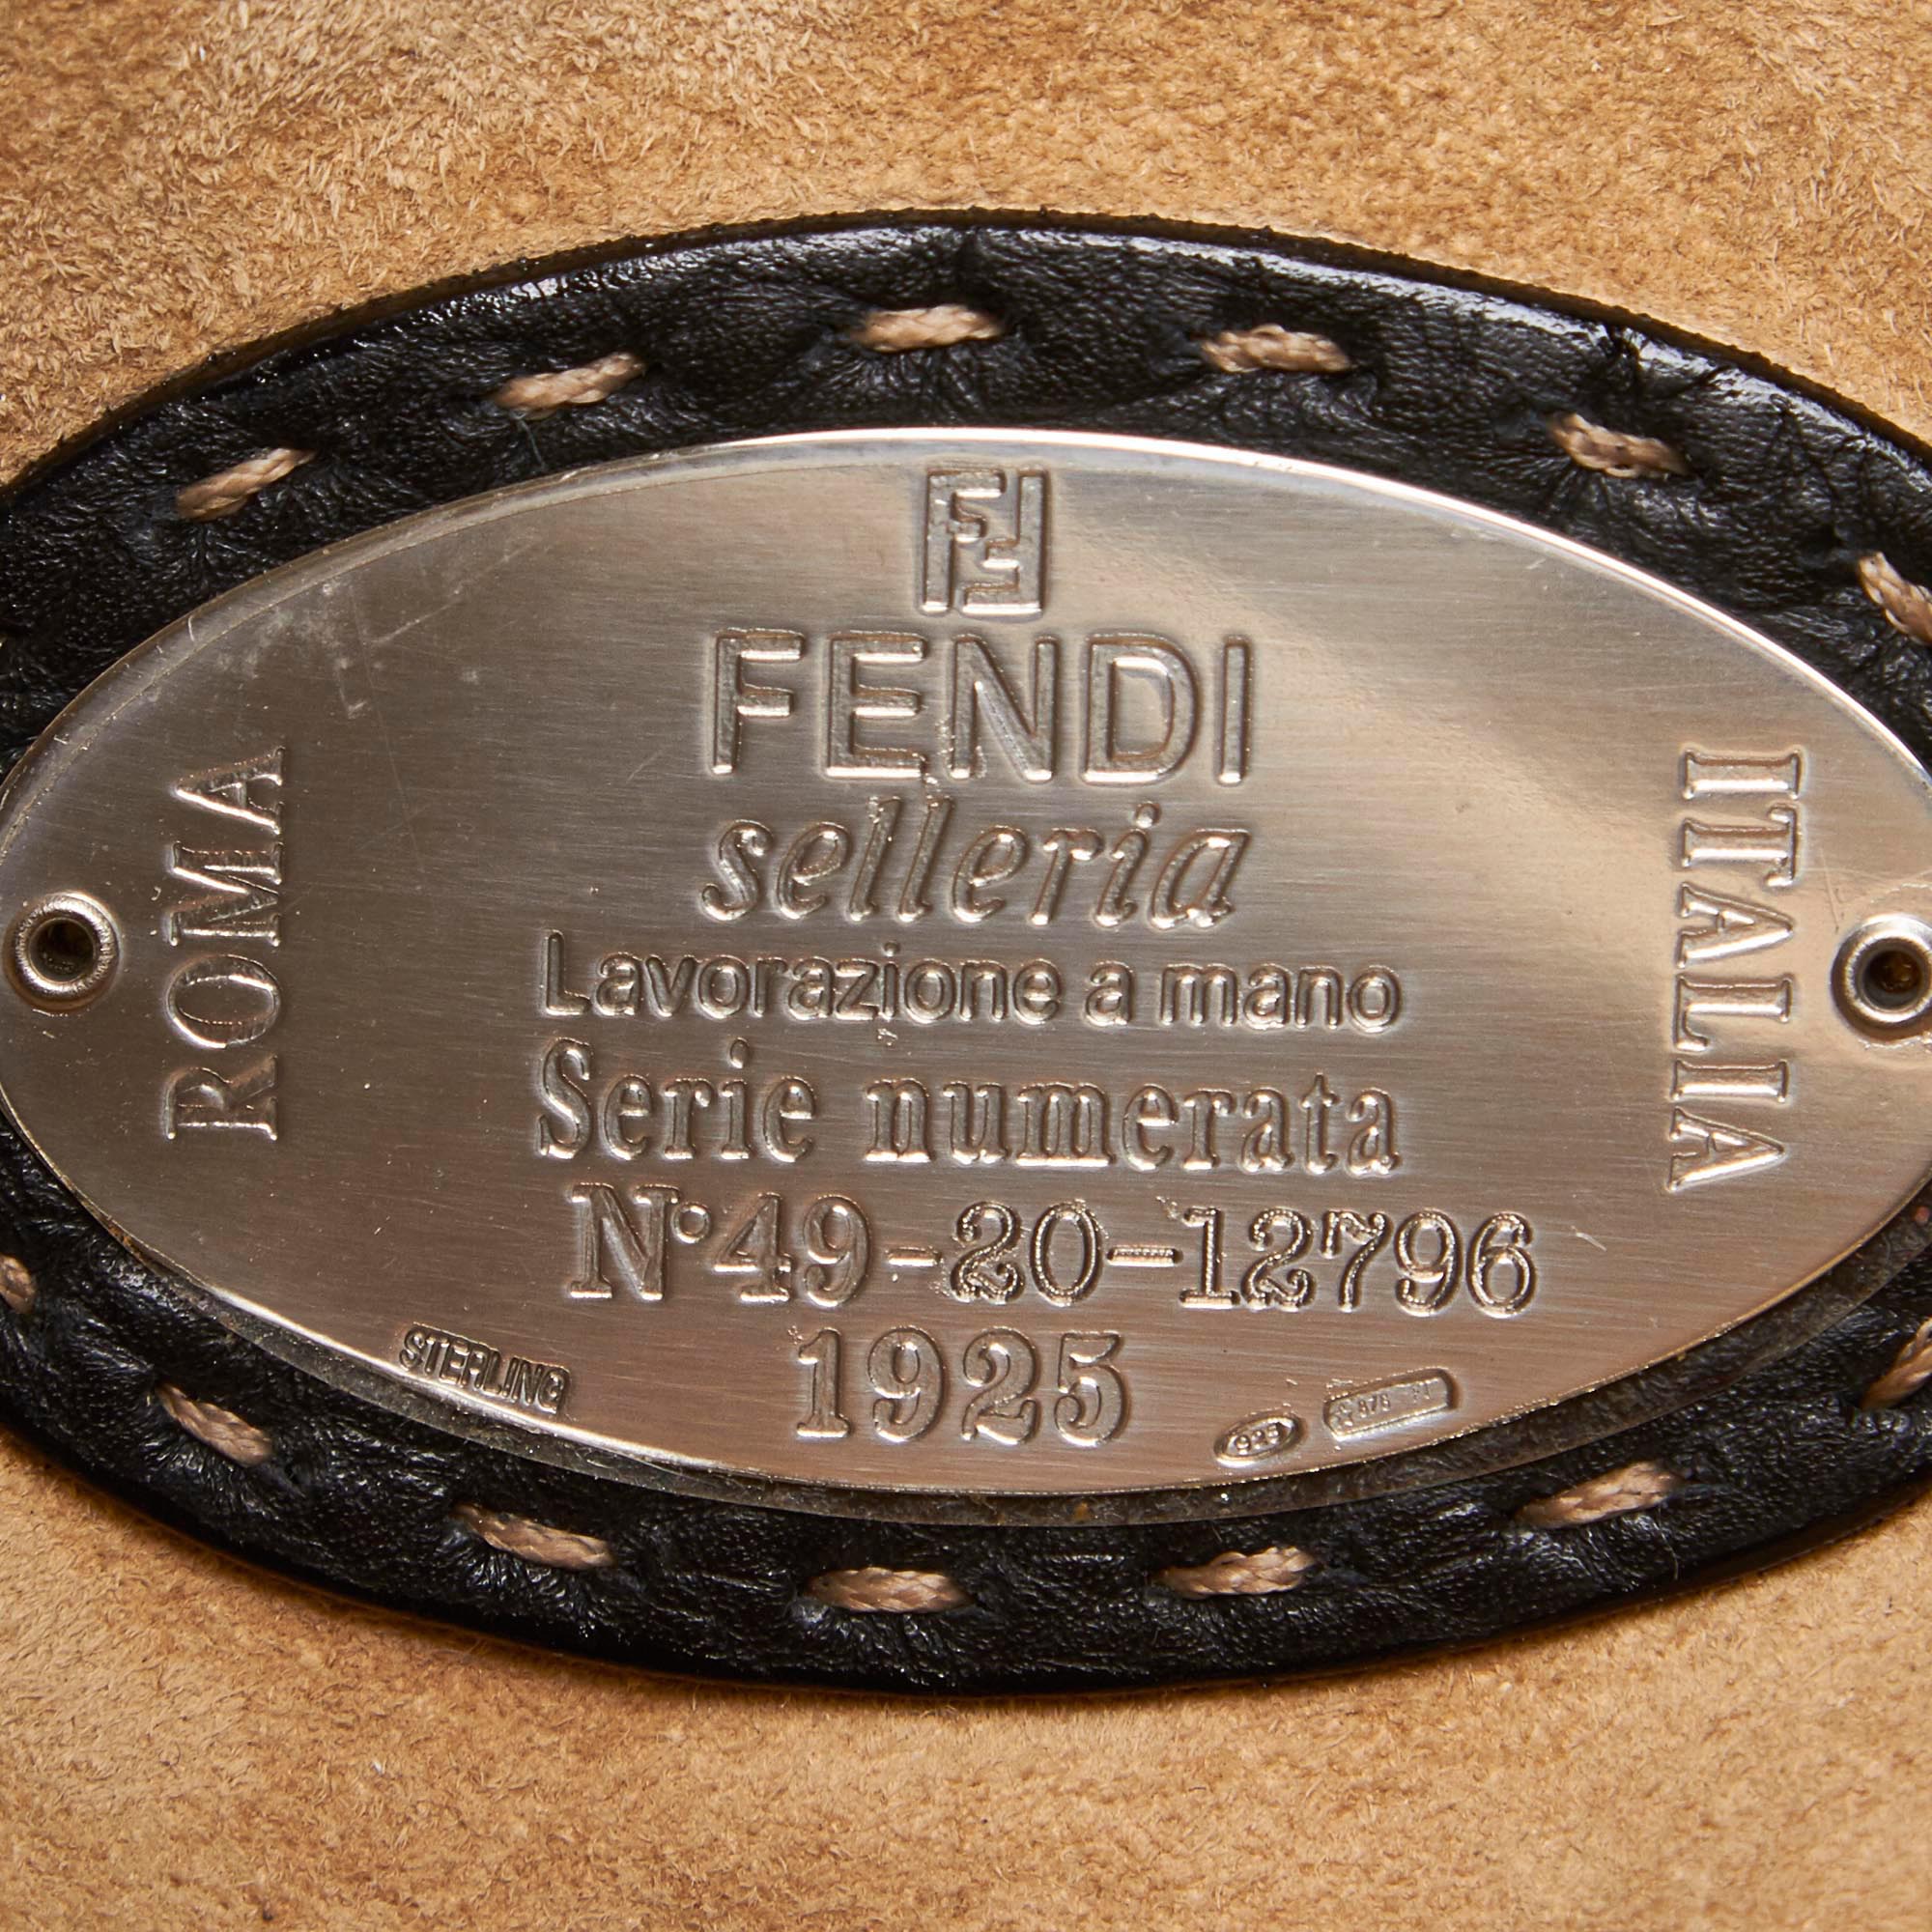 FENDI
selleria
Lavorazione a mano
Serie numerata
N° 49-20-12796
1925
ROMA
ITALIA
STERLING
925